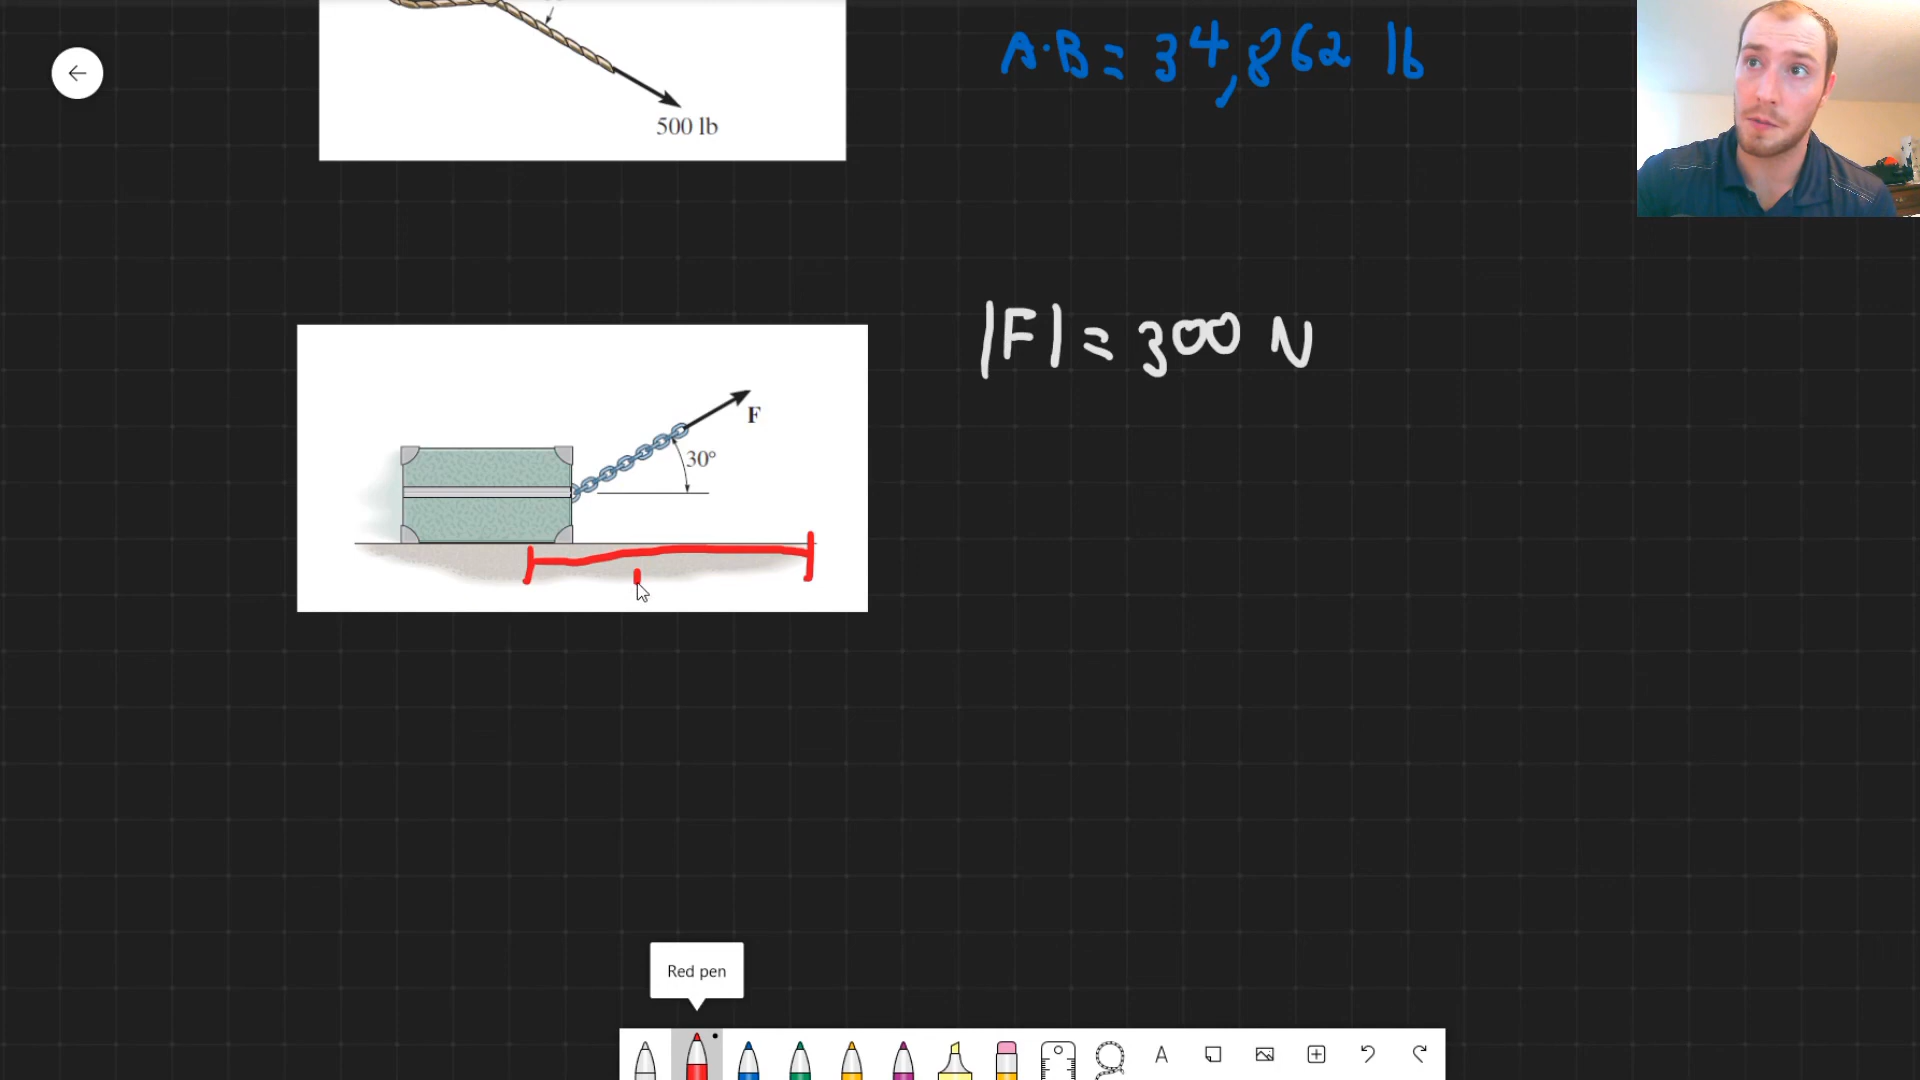 A·B = 34,862 lb
500 lb
|F| = 300 N
F
30°
Red pen
A